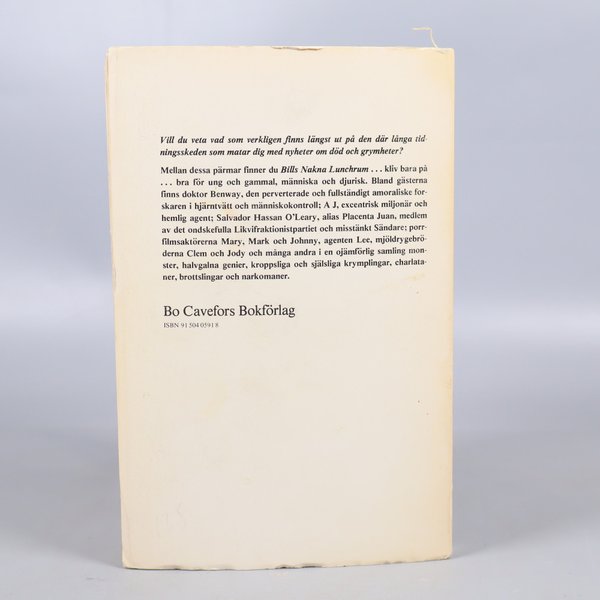 Vill du veta vad som verkligen finns längst ut på den där långa tid-
ningsskeden som matar dig med nyheter om död och grymheter?
Mellan dessa pärmar finner du Bills Nakna Lunchrum . . . kliv bara på
. . . bra för ung och gammal, människa och djurisk. Bland gästerna
finns doktor Benway, den perverterade och fullständigt amoraliske for-
skaren i hjärntvätt och människokontroll; A J, excentrisk miljonär och
hemlig agent; Salvador Hassan O'Leary, alias Placenta Juan, medlem
av det ondskefulla Likvifraktionistpartiet och misstänkt Sändare; porr-
filmsaktörerna Mary, Mark och Johnny, agenten Lee, mjöldrygebrö-
derna Clem och Jody och många andra i en ojämförlig samling mon-
ster, halvgalna genier, kroppsliga och själsliga krymplingar, charlata-
ner, brottslingar och narkomaner.
Bo Cavefors Bokförlag
ISBN 91 504 0591 8